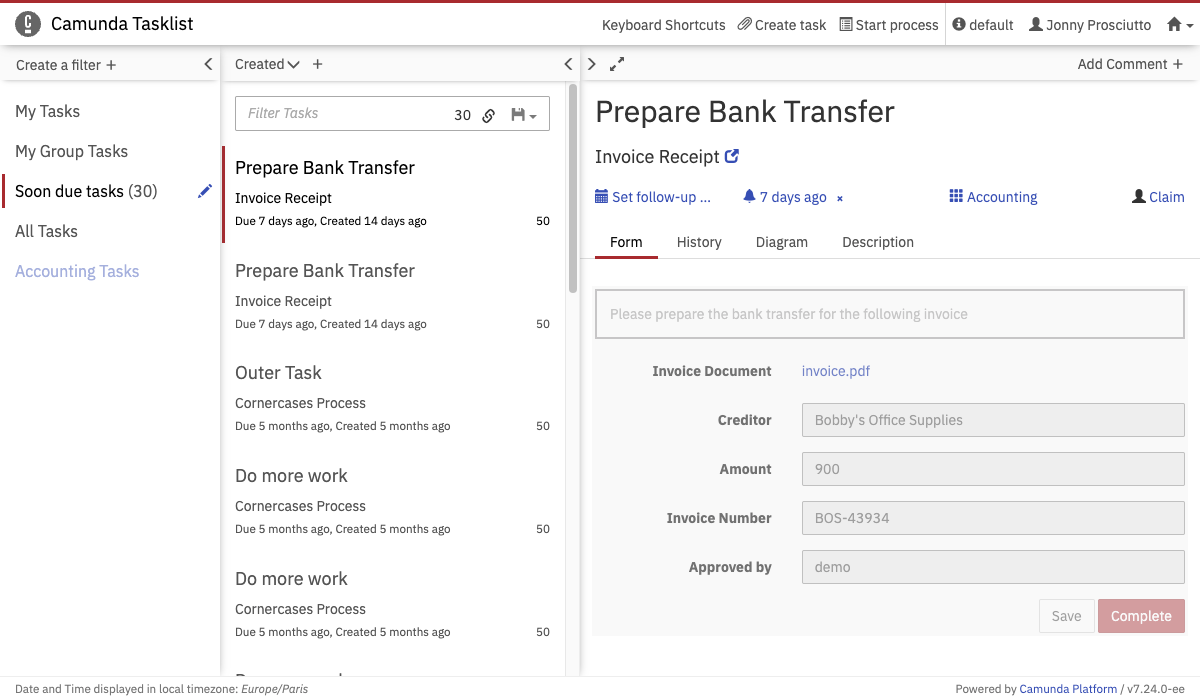 Camunda Tasklist
Keyboard Shortcuts Create task Start process default Jonny Prosciutto
Create a filter +
My Tasks
My Group Tasks
Soon due tasks (30)
All Tasks
Accounting Tasks
Created +
Filter Tasks 30
Prepare Bank Transfer
Invoice Receipt
Due 7 days ago, Created 14 days ago 50
Prepare Bank Transfer
Invoice Receipt
Due 7 days ago, Created 14 days ago 50
Outer Task
Cornercases Process
Due 5 months ago, Created 5 months ago 50
Do more work
Cornercases Process
Due 5 months ago, Created 5 months ago 50
Do more work
Cornercases Process
Due 5 months ago, Created 5 months ago 50
Add Comment +
Prepare Bank Transfer
Invoice Receipt
Set follow-up ... 7 days ago × Accounting Claim
Form History Diagram Description
Please prepare the bank transfer for the following invoice
Invoice Document invoice.pdf
Creditor Bobby's Office Supplies
Amount 900
Invoice Number BOS-43934
Approved by demo
Save Complete
Date and Time displayed in local timezone: Europe/Paris
Powered by Camunda Platform / v7.24.0-ee